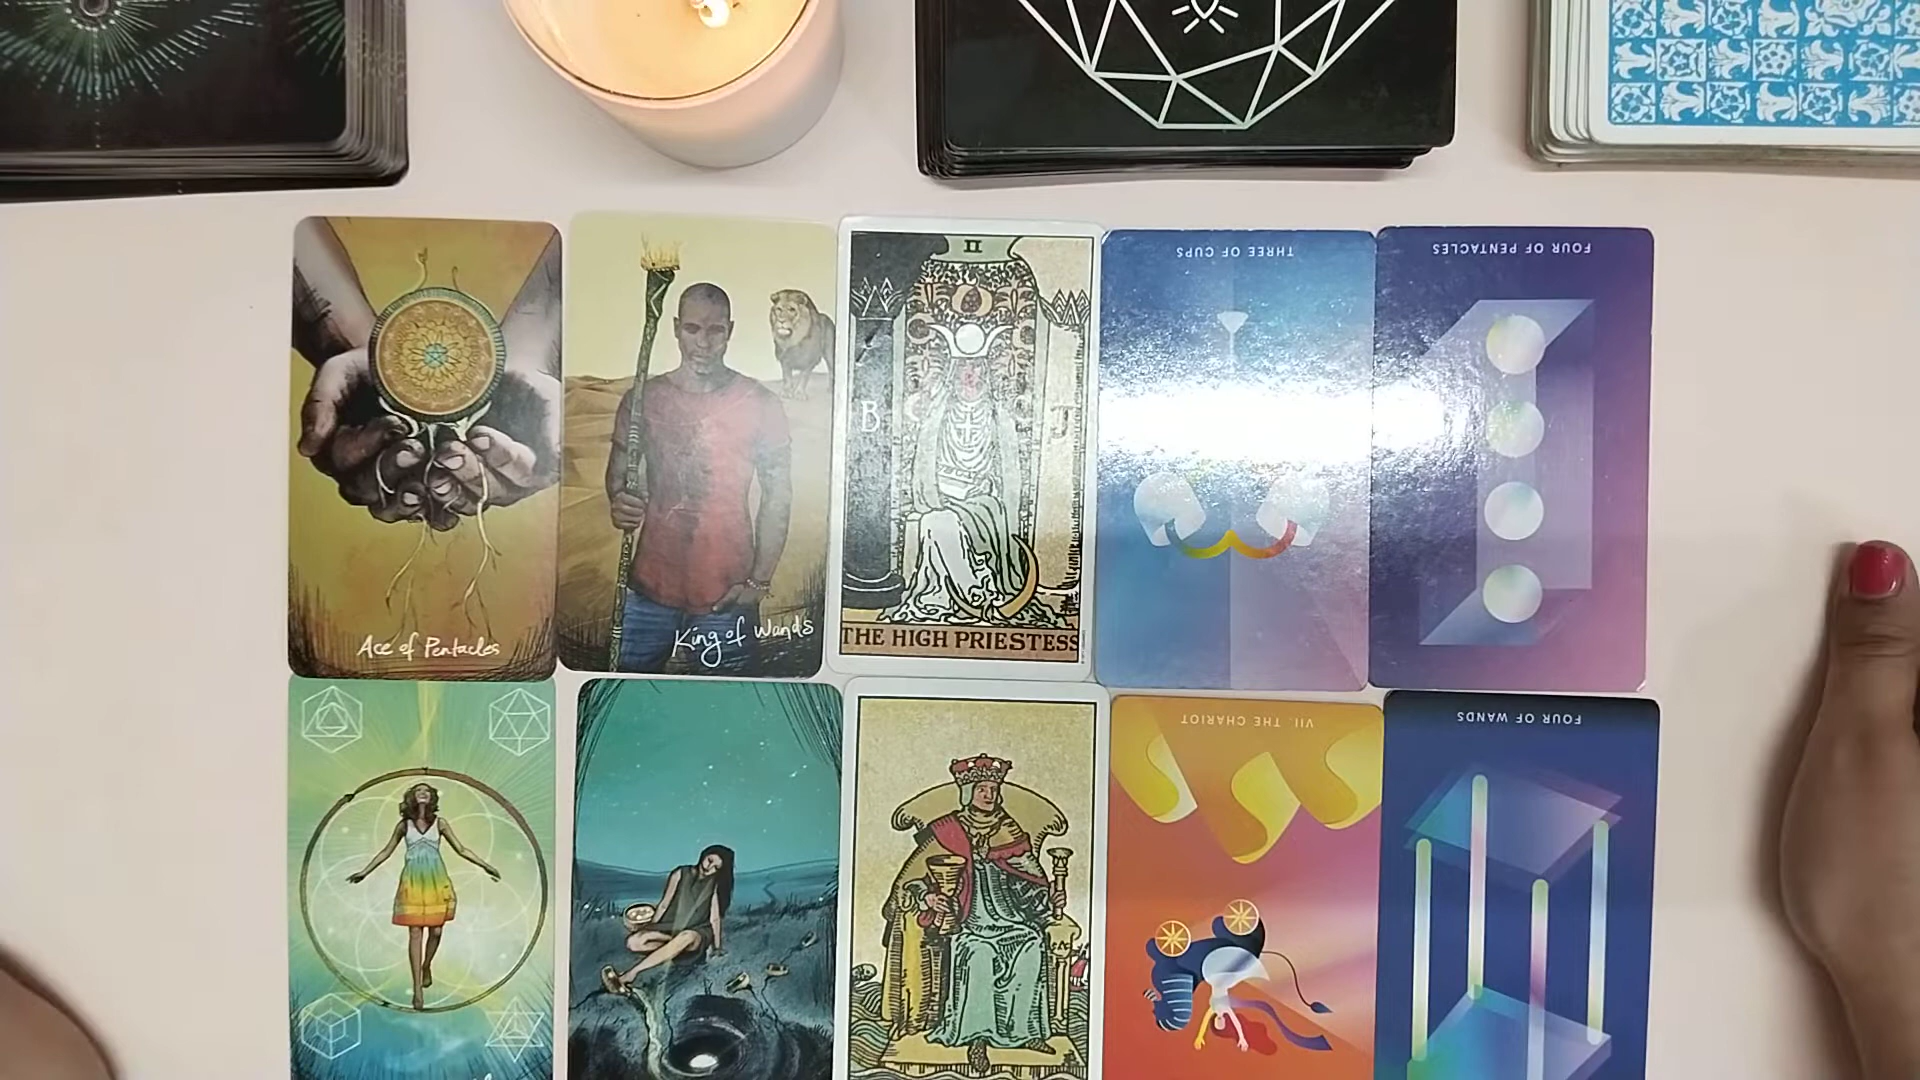 Ace of Pentacles
King of Wands
II
B
J
THE HIGH PRIESTESS
THREE OF CUPS
FOUR OF PENTACLES
VII. THE CHARIOT
FOUR OF WANDS